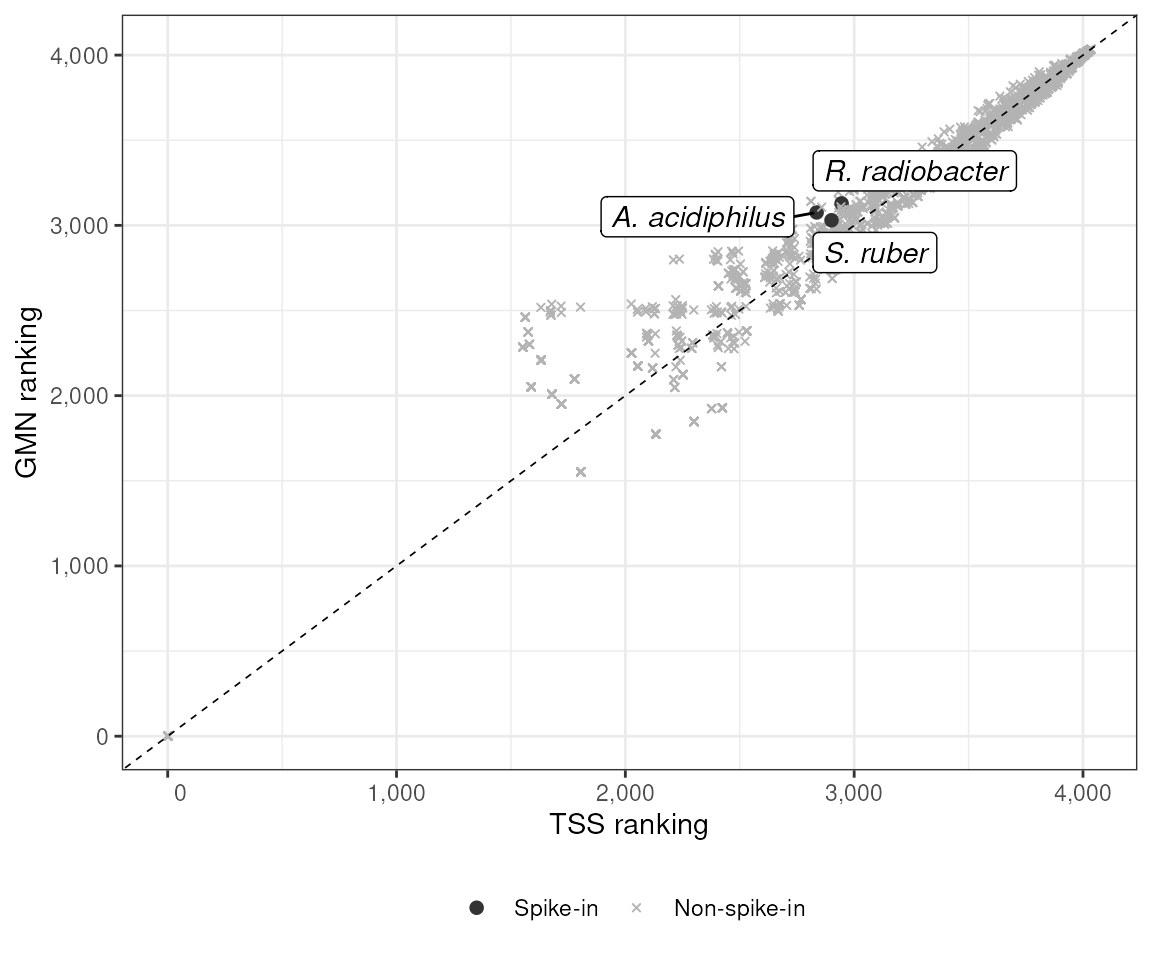 4,000
3,000
2,000
1,000
0
GMN ranking
R. radiobacter
A. acidiphilus
S. ruber
0 1,000 2,000 3,000 4,000
TSS ranking
Spike-in Non-spike-in